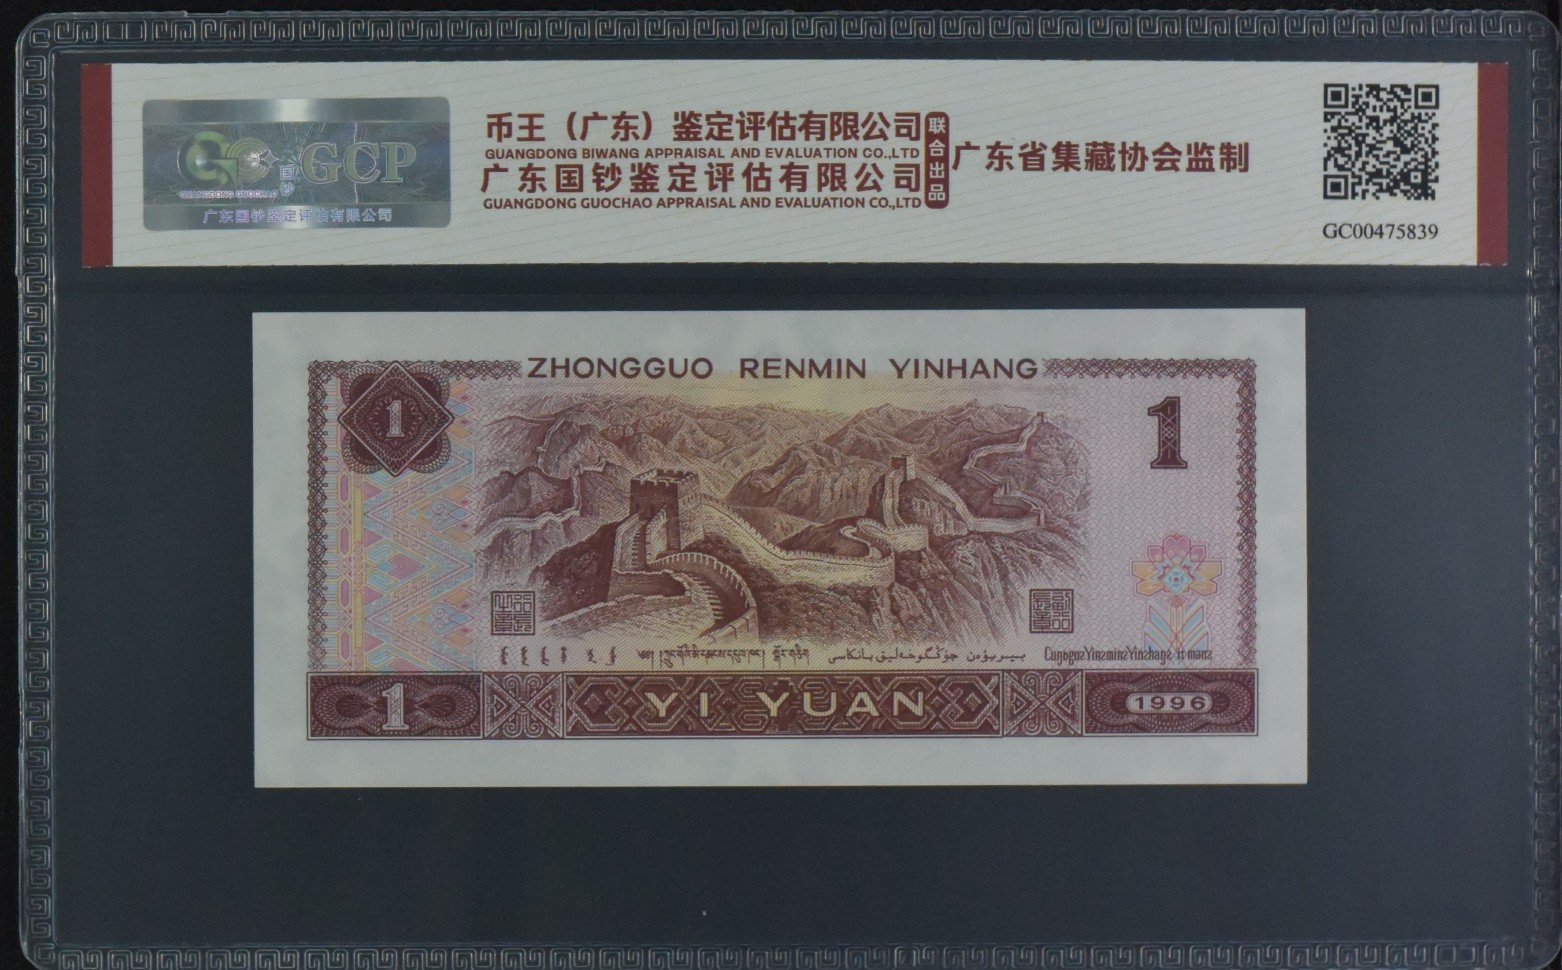 GCP
国钞
GUANGDONG GUOCHAO
广东国钞鉴定评估有限公司
币王（广东）鉴定评估有限公司
GUANGDONG BIWANG APPRAISAL AND EVALUATION CO.,LTD
广东国钞鉴定评估有限公司
GUANGDONG GUOCHAO APPRAISAL AND EVALUATION CO.,LTD
联合出品
广东省集藏协会监制
GC00475839
ZHONGGUO RENMIN YINHANG
1
1
YI YUAN
1
1996